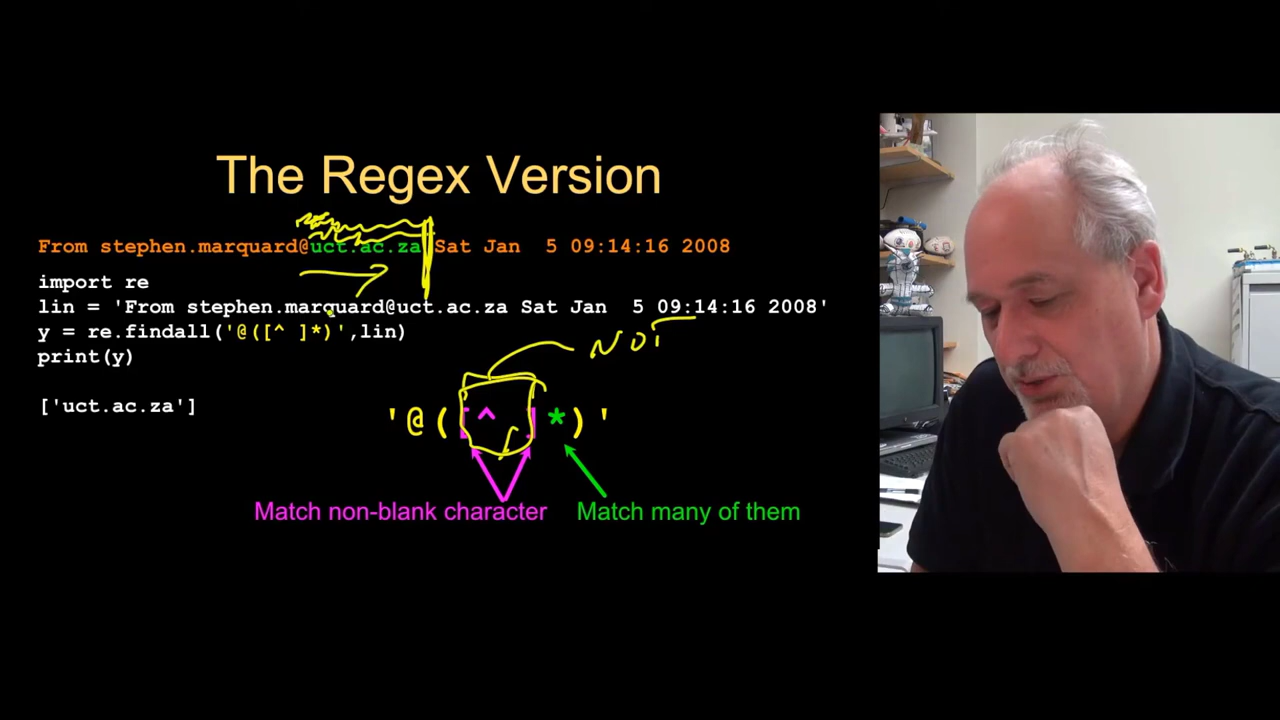 The Regex Version
From stephen.marquard@uct.ac.za Sat Jan  5 09:14:16 2008
import re
lin = 'From stephen.marquard@uct.ac.za Sat Jan  5 09:14:16 2008'
y = re.findall('@([^ ]*)',lin)
print(y)
NOT
['uct.ac.za']
'@([^ ]*)'
Match non-blank character
Match many of them